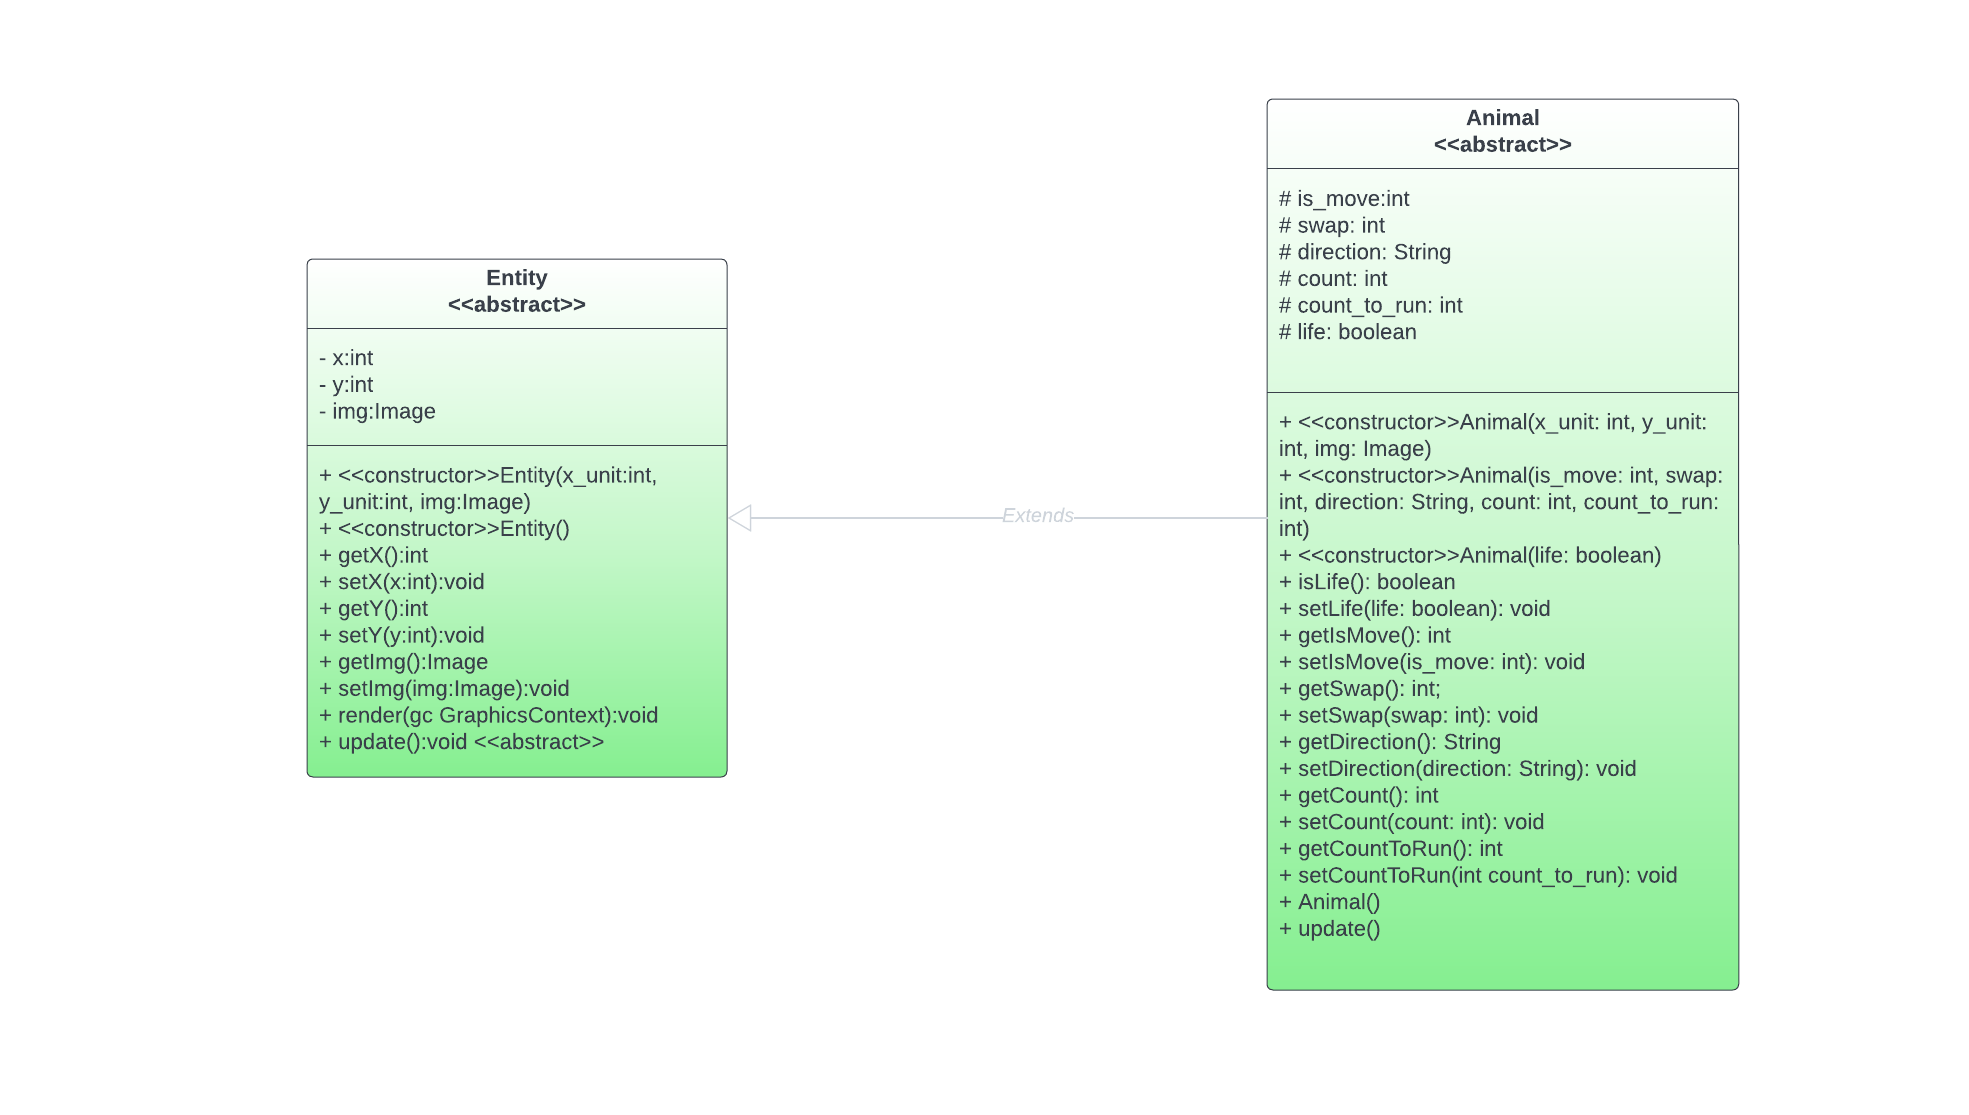 Entity
<<abstract>>
- x:int
- y:int
- img:Image
+ <<constructor>>Entity(x_unit:int,
y_unit:int, img:Image)
+ <<constructor>>Entity()
+ getX():int
+ setX(x:int):void
+ getY():int
+ setY(y:int):void
+ getImg():Image
+ setImg(img:Image):void
+ render(gc GraphicsContext):void
+ update():void <<abstract>>
Extends
Animal
<<abstract>>
# is_move:int
# swap: int
# direction: String
# count: int
# count_to_run: int
# life: boolean
+ <<constructor>>Animal(x_unit: int, y_unit:
int, img: Image)
+ <<constructor>>Animal(is_move: int, swap:
int, direction: String, count: int, count_to_run:
int)
+ <<constructor>>Animal(life: boolean)
+ isLife(): boolean
+ setLife(life: boolean): void
+ getIsMove(): int
+ setIsMove(is_move: int): void
+ getSwap(): int;
+ setSwap(swap: int): void
+ getDirection(): String
+ setDirection(direction: String): void
+ getCount(): int
+ setCount(count: int): void
+ getCountToRun(): int
+ setCountToRun(int count_to_run): void
+ Animal()
+ update()